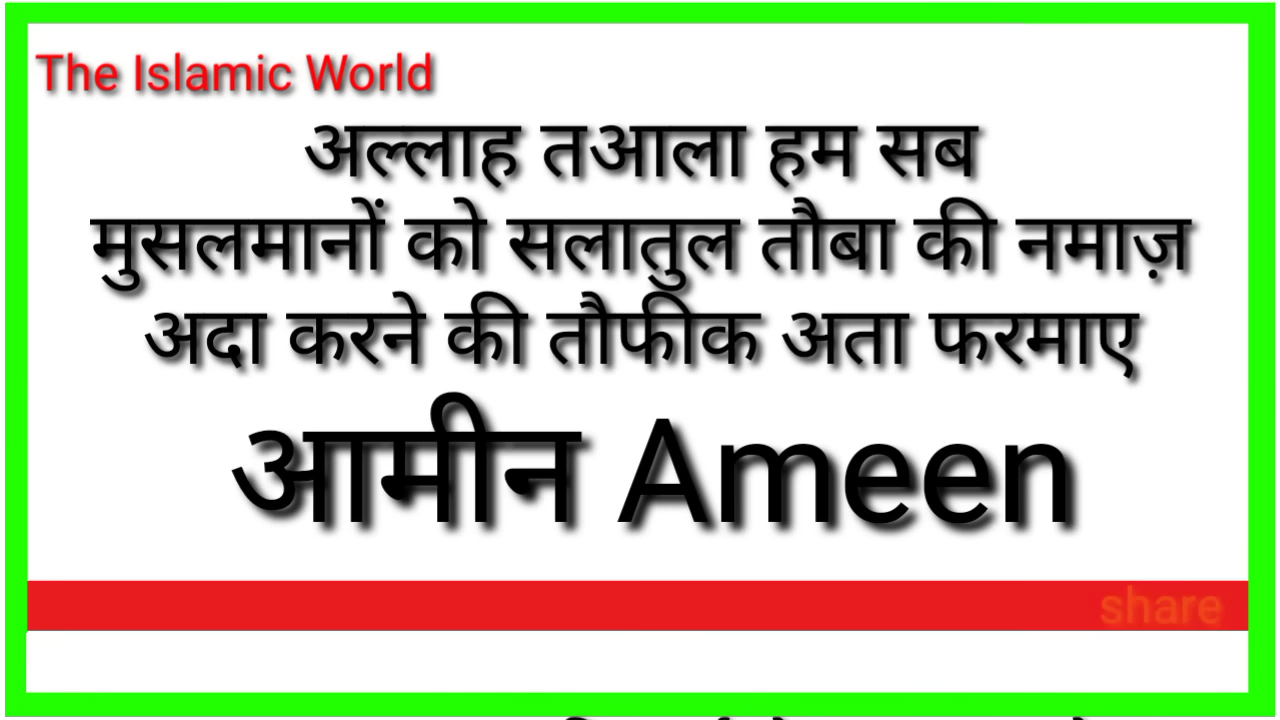 The Islamic World
अल्लाह तआला हम सब
मुसलमानों को सलातुल तौबा की नमाज़
अदा करने की तौफीक अता फरमाए
आमीन Ameen
share